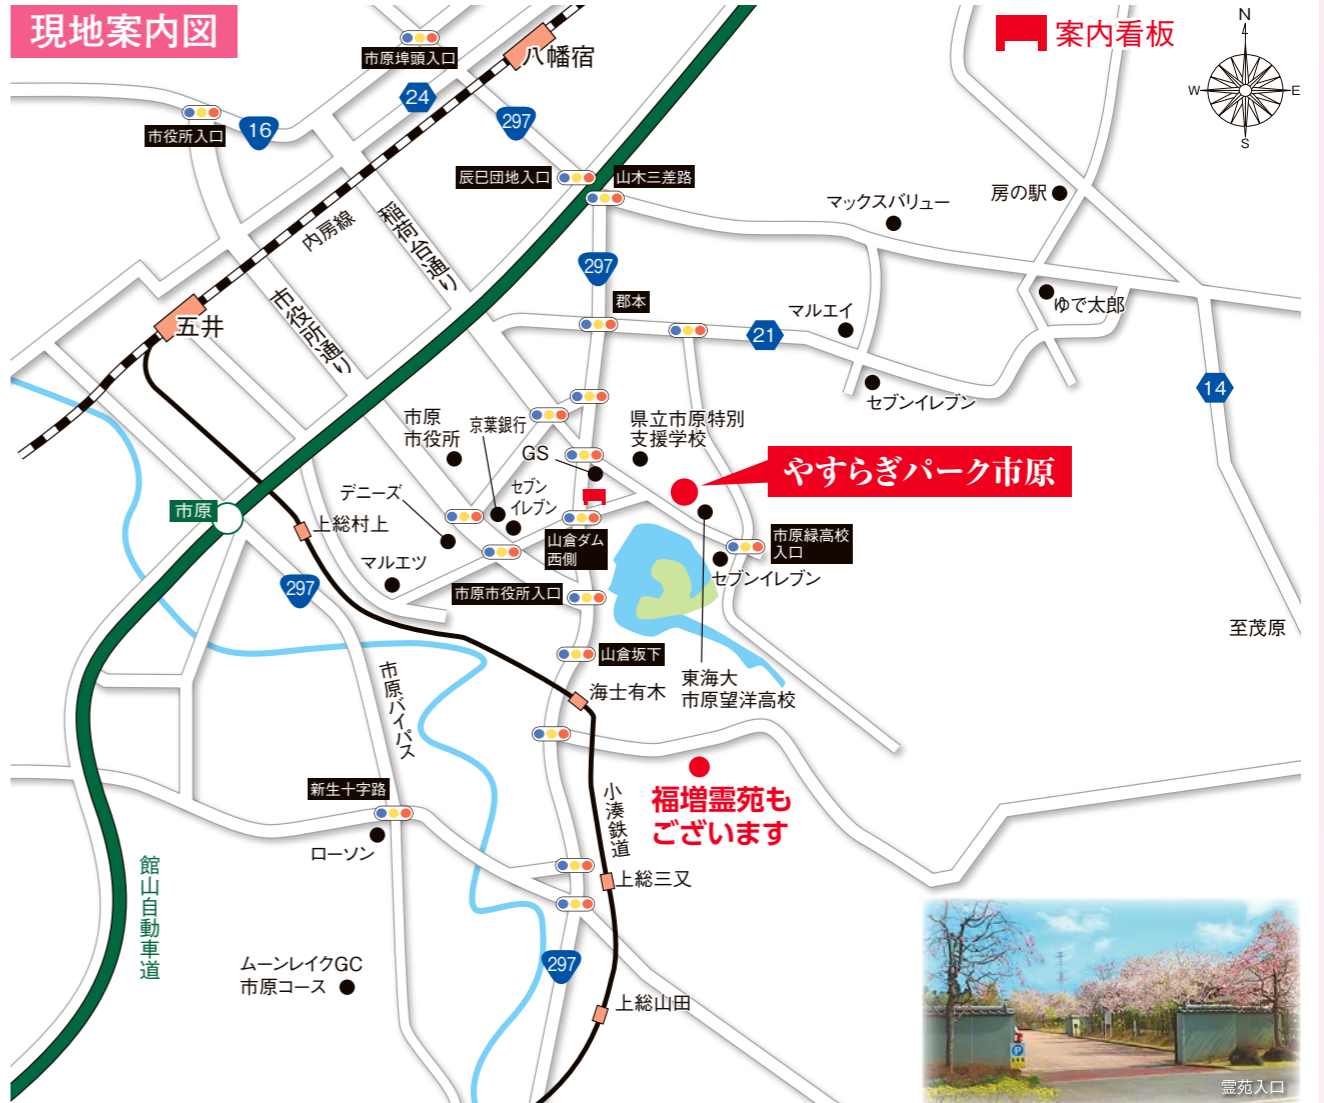 現地案内図
案内看板
N
W
E
S
八幡宿
市原埠頭入口
24
16
市役所入口
297
辰巳団地入口
山木三差路
マックスバリュー
房の駅
内房線
稲荷台通り
297
市役所通り
五井
郡本
マルエイ
ゆで太郎
21
14
セブンイレブン
市原
市役所
京葉銀行
県立市原特別
支援学校
GS
やすらぎパーク市原
デニーズ
セブン
イレブン
市原
上総村上
山倉ダム
西側
市原緑高校
入口
マルエツ
セブンイレブン
297
市原市役所入口
至茂原
山倉坂下
海士有木
東海大
市原望洋高校
市原バイパス
新生十字路
小湊鉄道
福増霊苑も
ございます
ローソン
館山自動車道
上総三又
ムーンレイクGC
市原コース
297
上総山田
P
霊苑入口